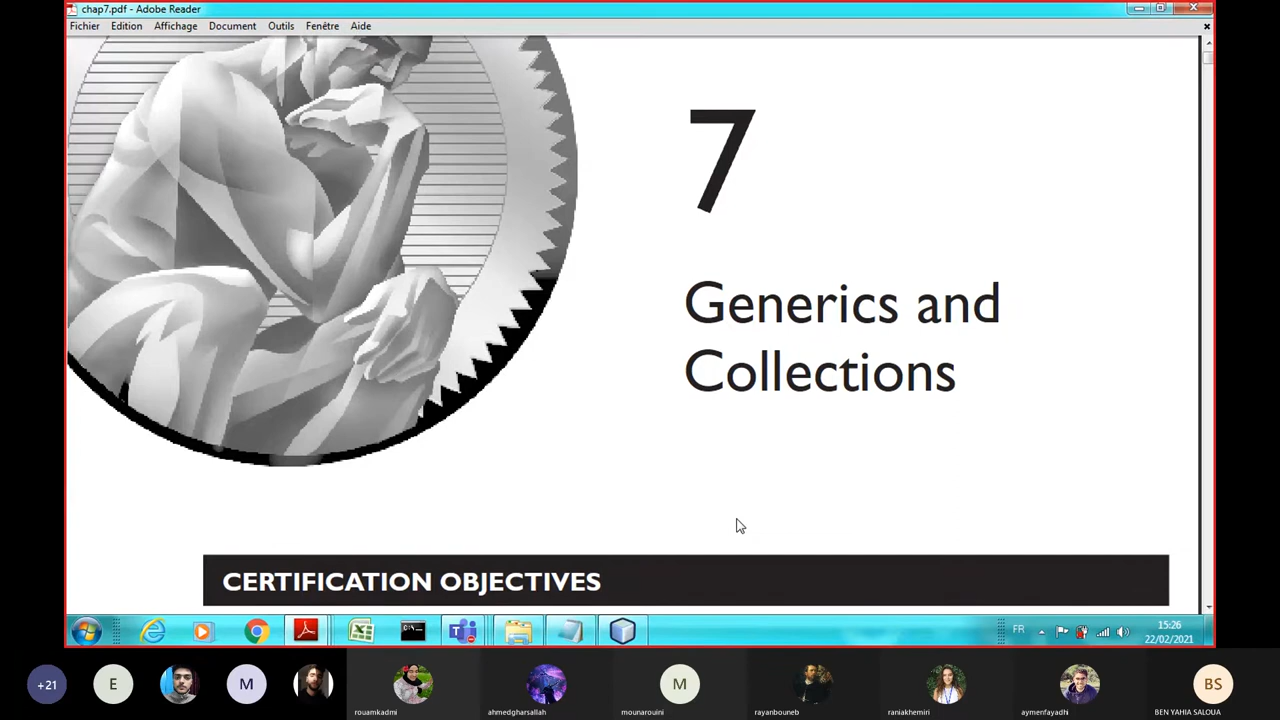 chap7.pdf - Adobe Reader
Fichier Edition Affichage Document Outils Fenêtre Aide
7
Generics and
Collections
CERTIFICATION OBJECTIVES
FR
15:26
22/02/2021
+21
E
M
M
BS
rouamkadmi
ahmedgharsallah
mounarouini
rayanbouneb
raniakhemiri
aymenfayadhi
BEN YAHIA SALOUA